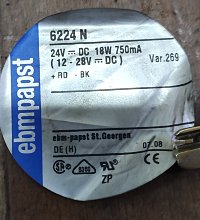 ebmpapst
6224 N
24V ⎓ DC 18W 750mA
(12-28V ⎓ DC)
Var.269
+ RD - BK
ebm-papst St.Georgen
DE (H)
07.08
ZP